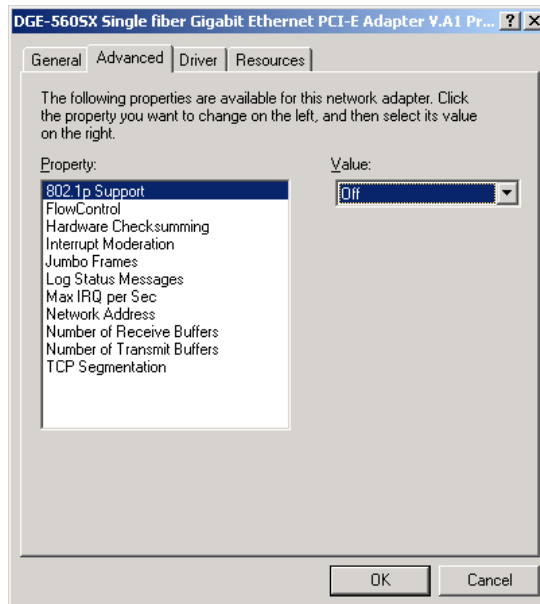 DGE-560SX Single fiber Gigabit Ethernet PCI-E Adapter V.A1 Pr...
General Advanced Driver Resources
The following properties are available for this network adapter. Click
the property you want to change on the left, and then select its value
on the right.
Property: Value:
802.1p Support Off
FlowControl
Hardware Checksumming
Interrupt Moderation
Jumbo Frames
Log Status Messages
Max IRQ per Sec
Network Address
Number of Receive Buffers
Number of Transmit Buffers
TCP Segmentation
OK Cancel